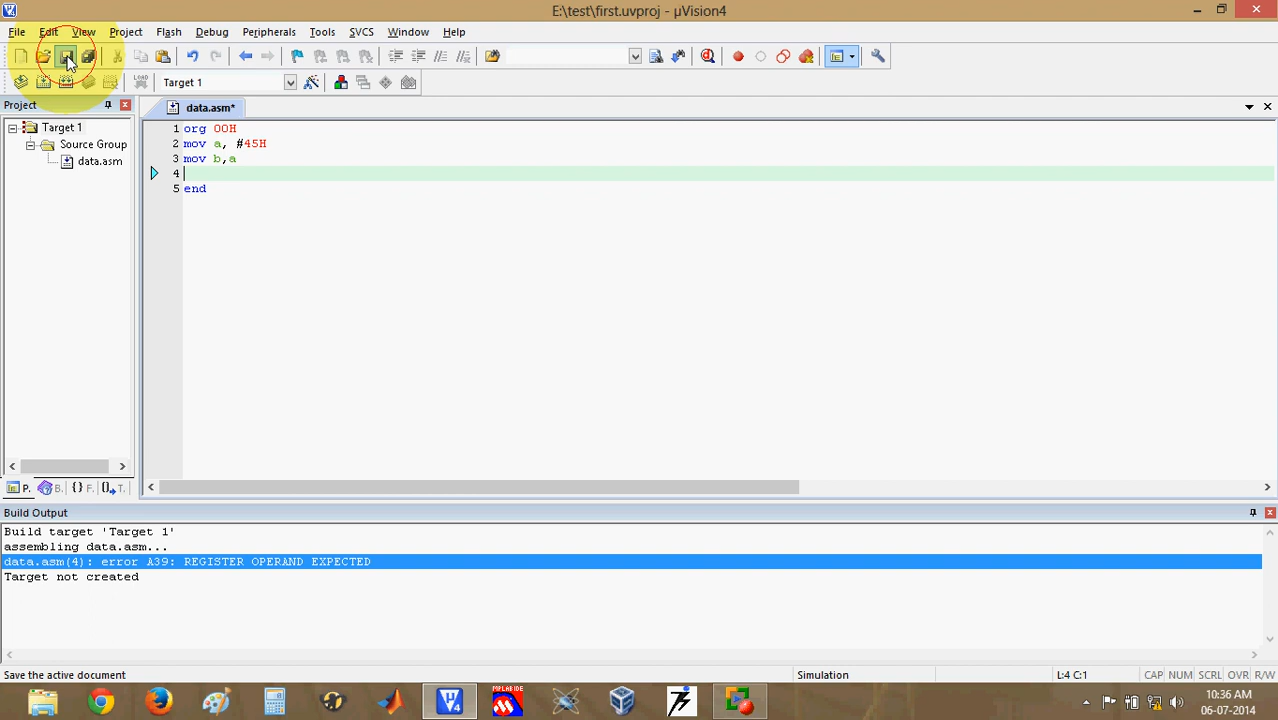 E:\test\first.uvproj - µVision4
File Edit View Project Flash Debug Peripherals Tools SVCS Window Help
LOAD Target 1
Project
data.asm*
Target 1
Source Group
data.asm
1 org 00H
2 mov a, #45H
3 mov b,a
4
5 end
P. B. {} F. T.
Build Output
Build target 'Target 1'
assembling data.asm...
data.asm(4): error A39: REGISTER OPERAND EXPECTED
Target not created
Save the active document Simulation L:4 C:1 CAP NUM SCRL OVR R/W
MPLAB IDE
10:36 AM
06-07-2014